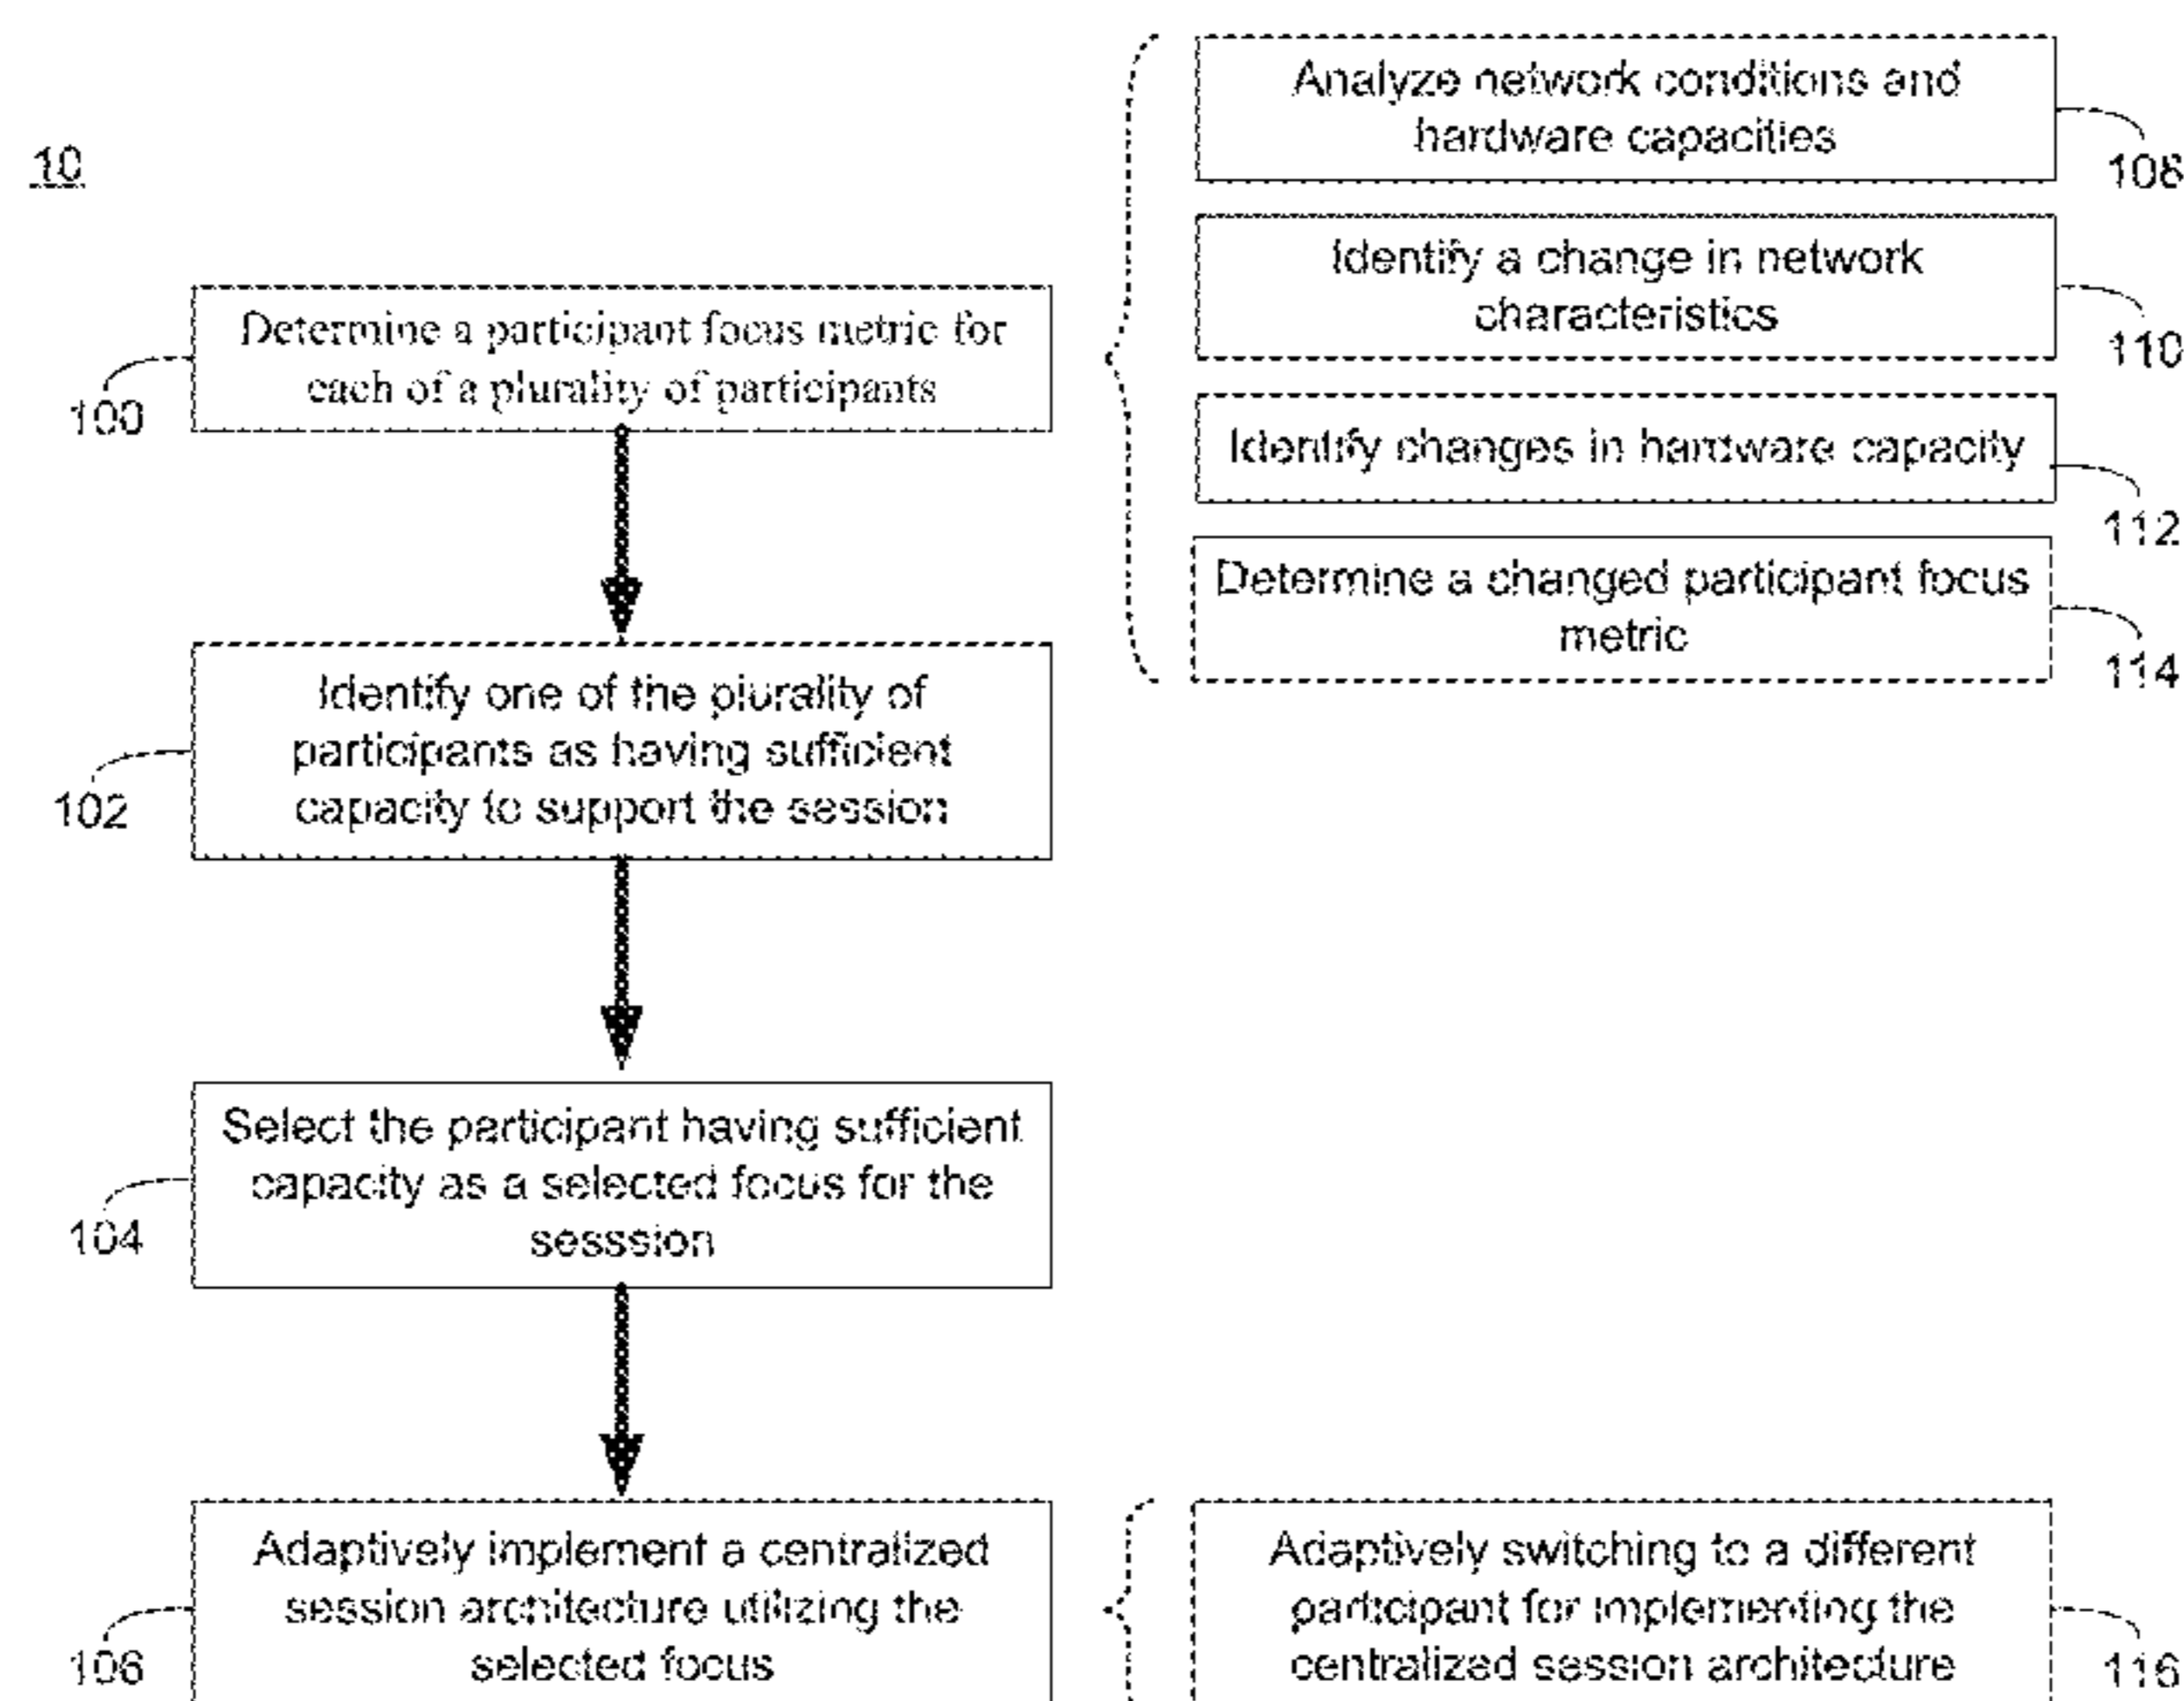 10
Determine a participant focus metric for
each of a plurality of participants
100
Identify one of the plurality of
participants as having sufficient
capacity to support the session
102
Select the participant having sufficient
capacity as a selected focus for the
sesssion
104
Adaptively implement a centralized
session architecture utilizing the
selected focus
106
Analyze network conditions and
hardware capacities
108
Identify a change in network
characteristics
110
Identify changes in hardware capacity
112
Determine a changed participant focus
metric
114
Adaptively switching to a different
participant for implementing the
centralized session architecture
116